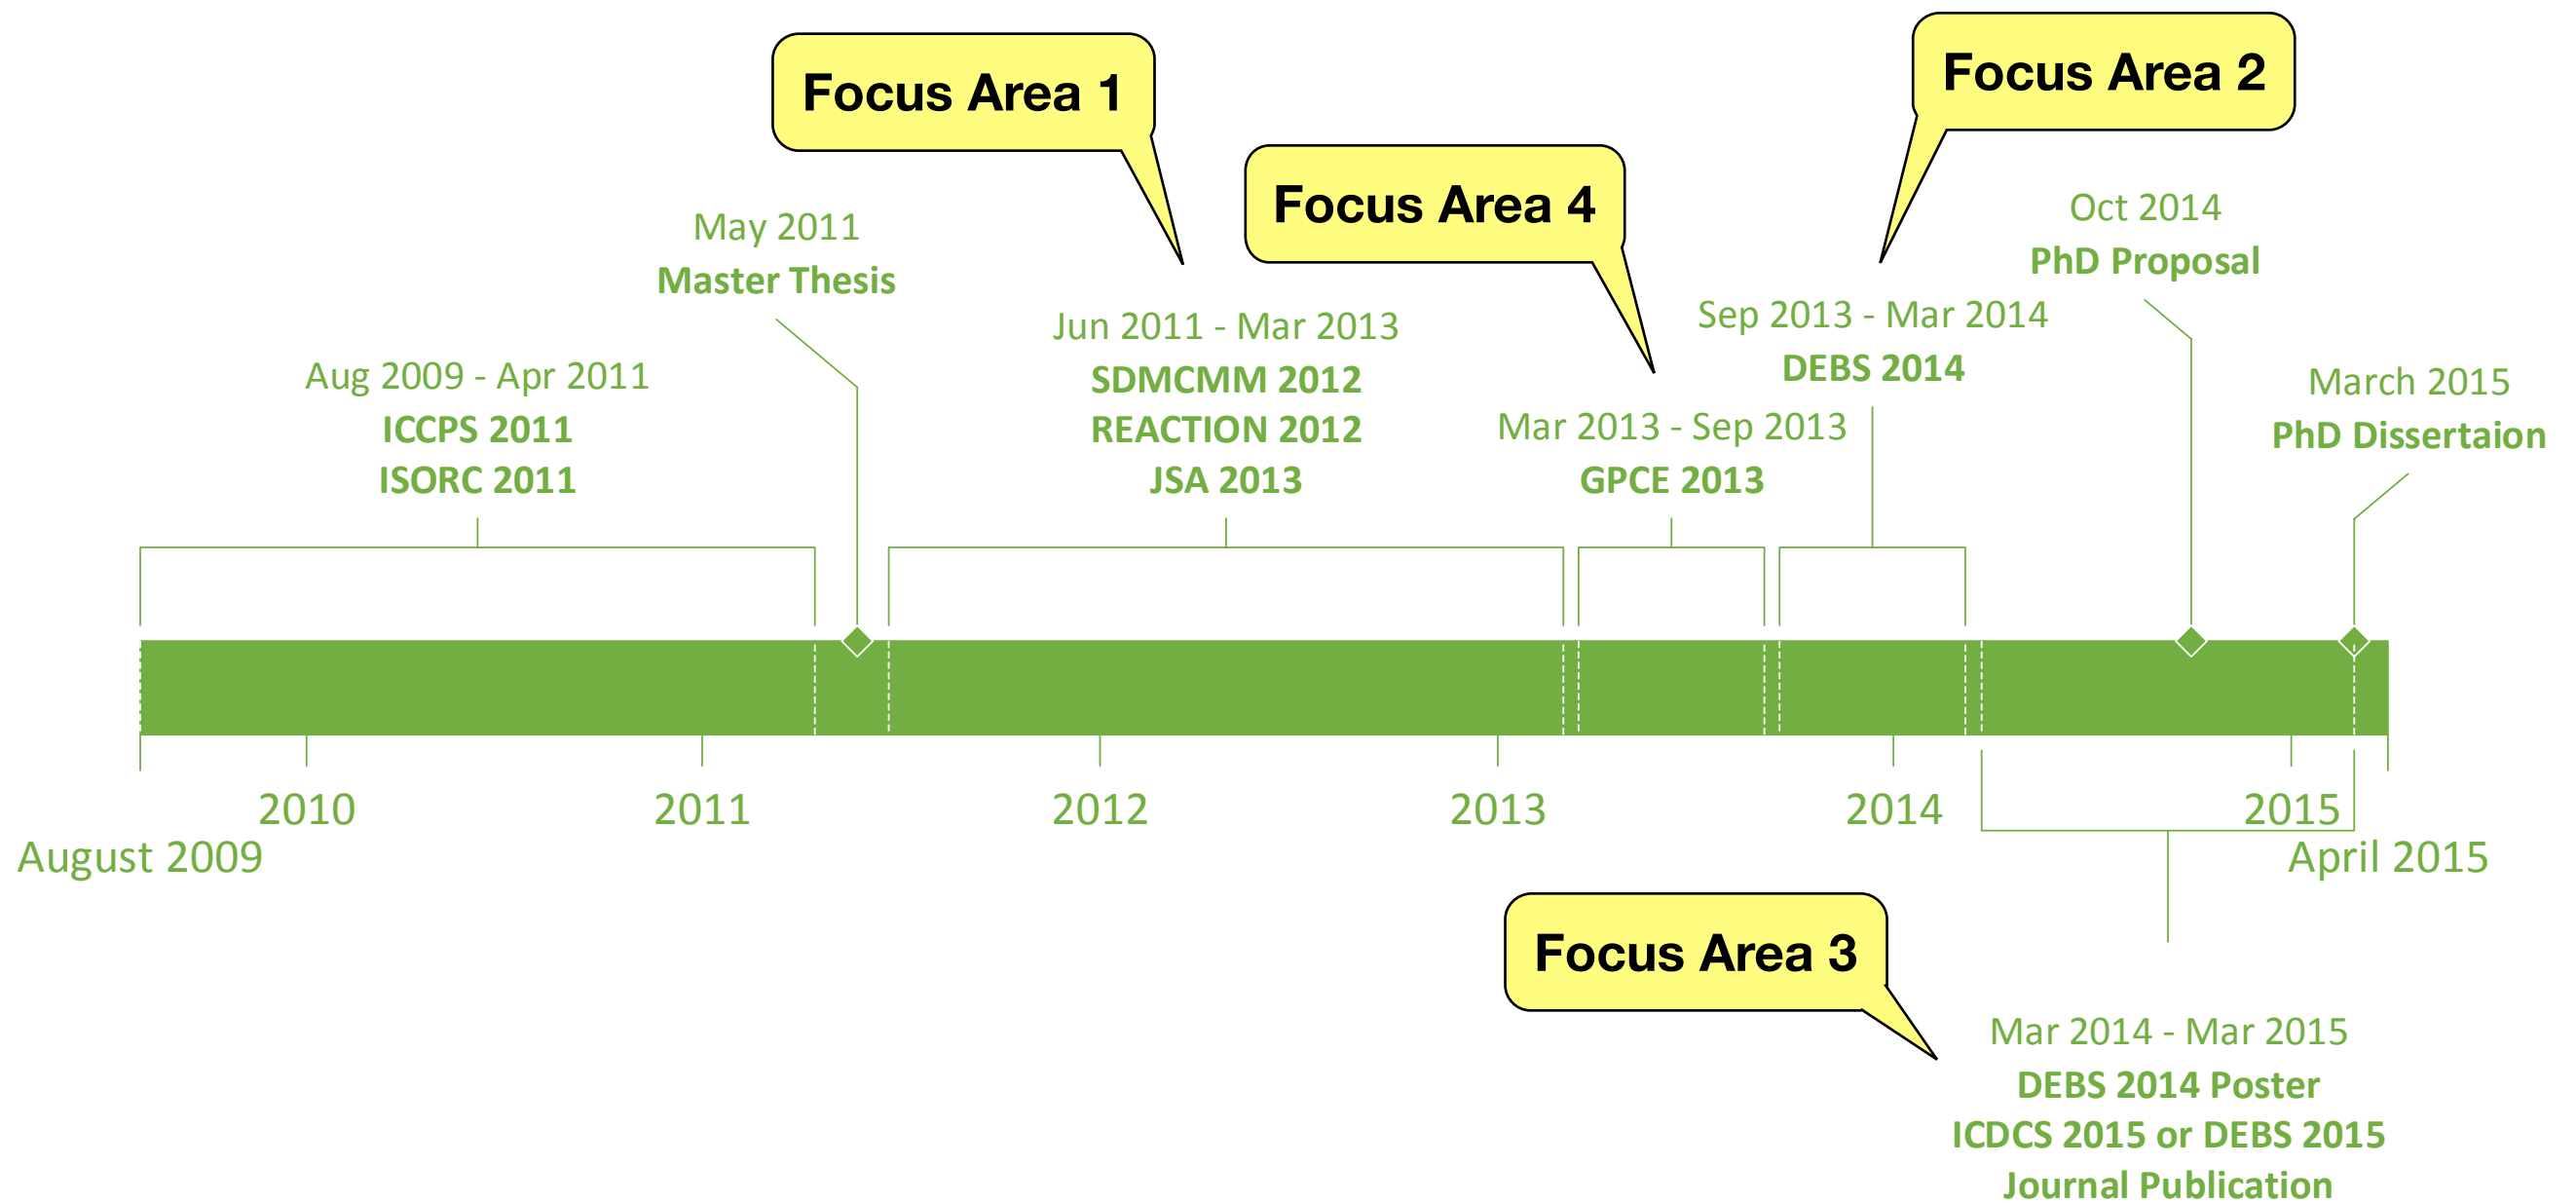 Focus Area 1
Focus Area 2
Focus Area 4
May 2011
Master Thesis
Oct 2014
PhD Proposal
Aug 2009 - Apr 2011
ICCPS 2011
ISORC 2011
Jun 2011 - Mar 2013
SDMCMM 2012
REACTION 2012
JSA 2013
Mar 2013 - Sep 2013
GPCE 2013
Sep 2013 - Mar 2014
DEBS 2014
March 2015
PhD Dissertaion
2010
2011
2012
2013
2014
2015
August 2009
April 2015
Focus Area 3
Mar 2014 - Mar 2015
DEBS 2014 Poster
ICDCS 2015 or DEBS 2015
Journal Publication